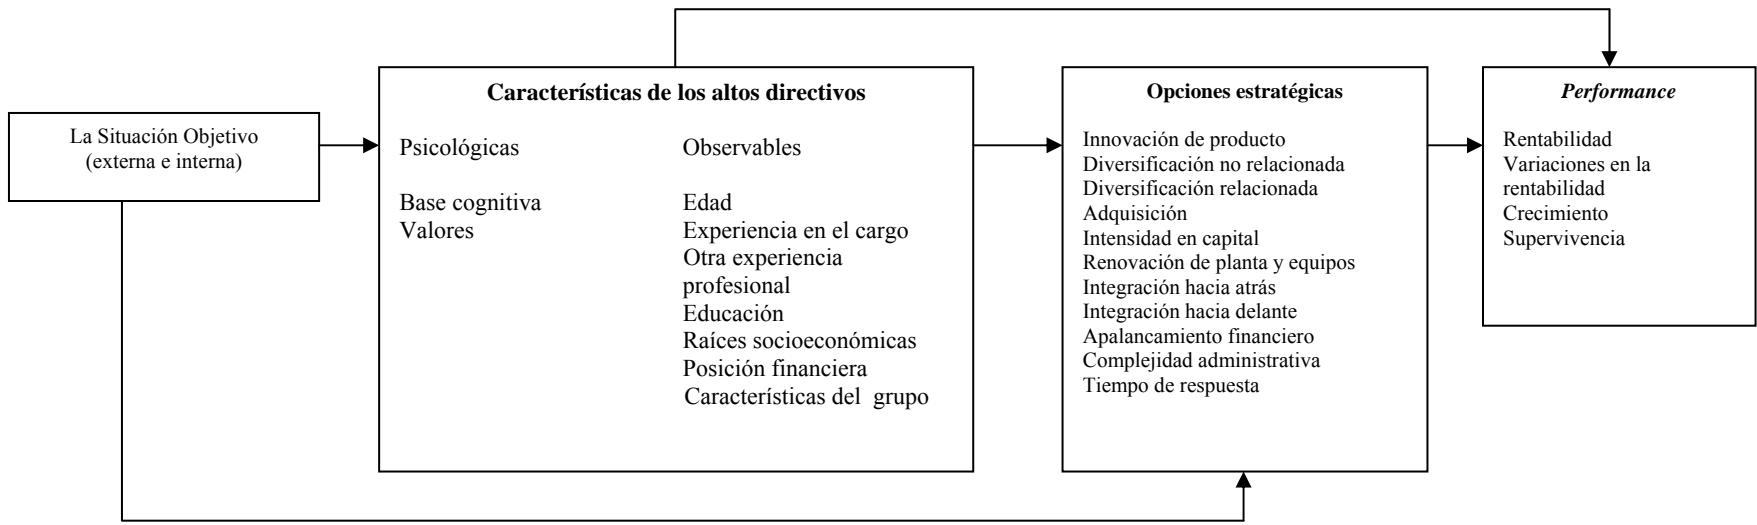 La Situación Objetivo
(externa e interna)
Características de los altos directivos
Psicológicas
Base cognitiva
Valores
Observables
Edad
Experiencia en el cargo
Otra experiencia
profesional
Educación
Raíces socioeconómicas
Posición financiera
Características del grupo
Opciones estratégicas
Innovación de producto
Diversificación no relacionada
Diversificación relacionada
Adquisición
Intensidad en capital
Renovación de planta y equipos
Integración hacia atrás
Integración hacia delante
Apalancamiento financiero
Complejidad administrativa
Tiempo de respuesta
Performance
Rentabilidad
Variaciones en la
rentabilidad
Crecimiento
Supervivencia